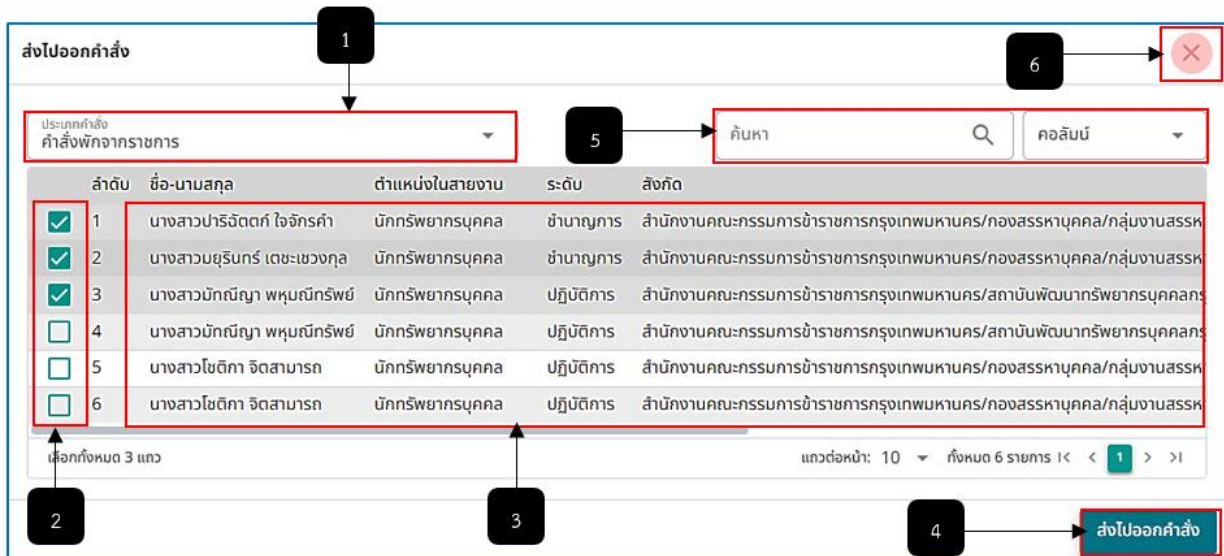 1
ส่งไปออกคำสั่ง
6
ประเภทคำสั่ง
คำสั่งพักจากราชการ
5
ค้นหา
คอลัมน์
ลำดับ ชื่อ-นามสกุล ตำแหน่งในสายงาน ระดับ สังกัด
1 นางสาวปาริฉัตตก์ ใจจักรคำ นักทรัพยากรบุคคล ชำนาญการ สำนักงานคณะกรรมการข้าราชการกรุงเทพมหานคร/กองสรรหาบุคคล/กลุ่มงานสรรห
2 นางสาวมยุรินทร์ เตชะเชวงกุล นักทรัพยากรบุคคล ชำนาญการ สำนักงานคณะกรรมการข้าราชการกรุงเทพมหานคร/กองสรรหาบุคคล/กลุ่มงานสรรห
3 นางสาวมัทณีญา พหุมณีทรัพย์ นักทรัพยากรบุคคล ปฏิบัติการ สำนักงานคณะกรรมการข้าราชการกรุงเทพมหานคร/สถาบันพัฒนาทรัพยากรบุคคลกร
4 นางสาวมัทณีญา พหุมณีทรัพย์ นักทรัพยากรบุคคล ปฏิบัติการ สำนักงานคณะกรรมการข้าราชการกรุงเทพมหานคร/สถาบันพัฒนาทรัพยากรบุคคลกร
5 นางสาวโชติกา จิตสามารถ นักทรัพยากรบุคคล ปฏิบัติการ สำนักงานคณะกรรมการข้าราชการกรุงเทพมหานคร/กองสรรหาบุคคล/กลุ่มงานสรรห
6 นางสาวโชติกา จิตสามารถ นักทรัพยากรบุคคล ปฏิบัติการ สำนักงานคณะกรรมการข้าราชการกรุงเทพมหานคร/กองสรรหาบุคคล/กลุ่มงานสรรห
เลือกทั้งหมด 3 แถว แถวต่อหน้า: 10 ทั้งหมด 6 รายการ 1
2
3
4
ส่งไปออกคำสั่ง